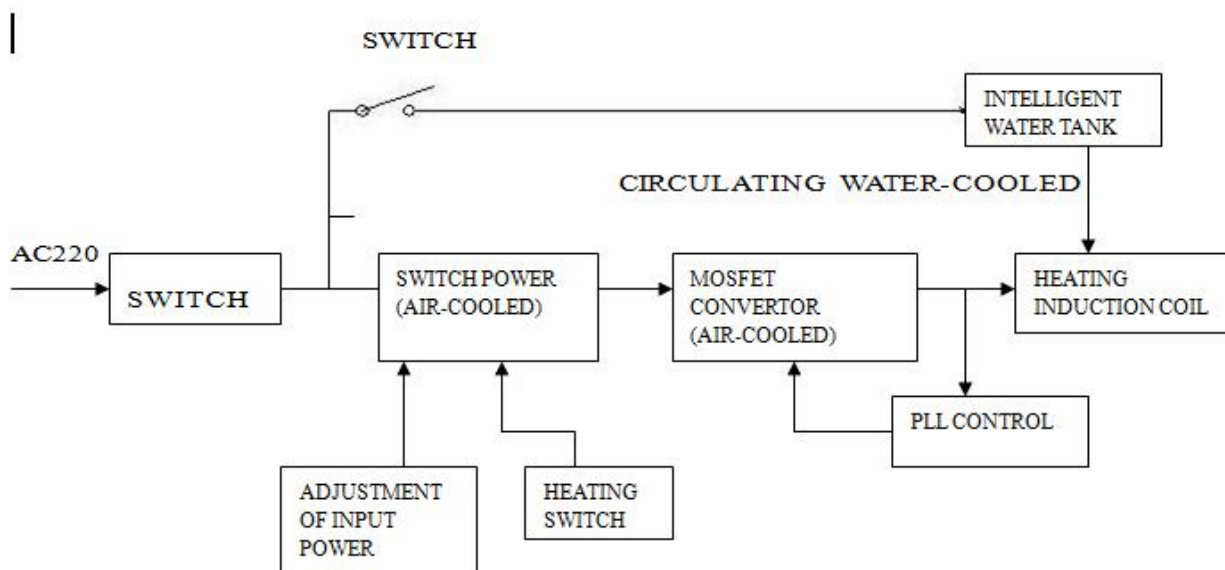 SWITCH
INTELLIGENT
WATER TANK
CIRCULATING WATER-COOLED
AC220
SWITCH
SWITCH POWER
(AIR-COOLED)
MOSFET
CONVERTOR
(AIR-COOLED)
HEATING
INDUCTION COIL
PLL CONTROL
ADJUSTMENT
OF INPUT
POWER
HEATING
SWITCH